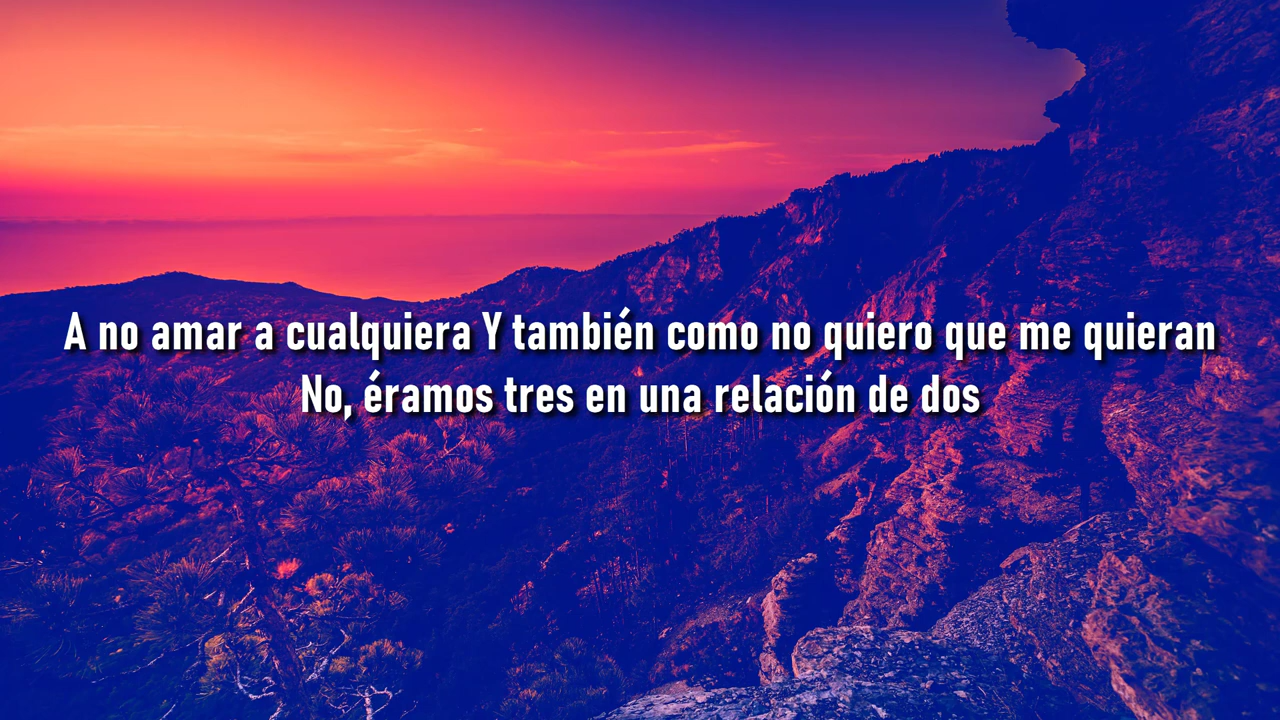 A no amar a cualquiera Y también como no quiero que me quieran
No, éramos tres en una relación de dos